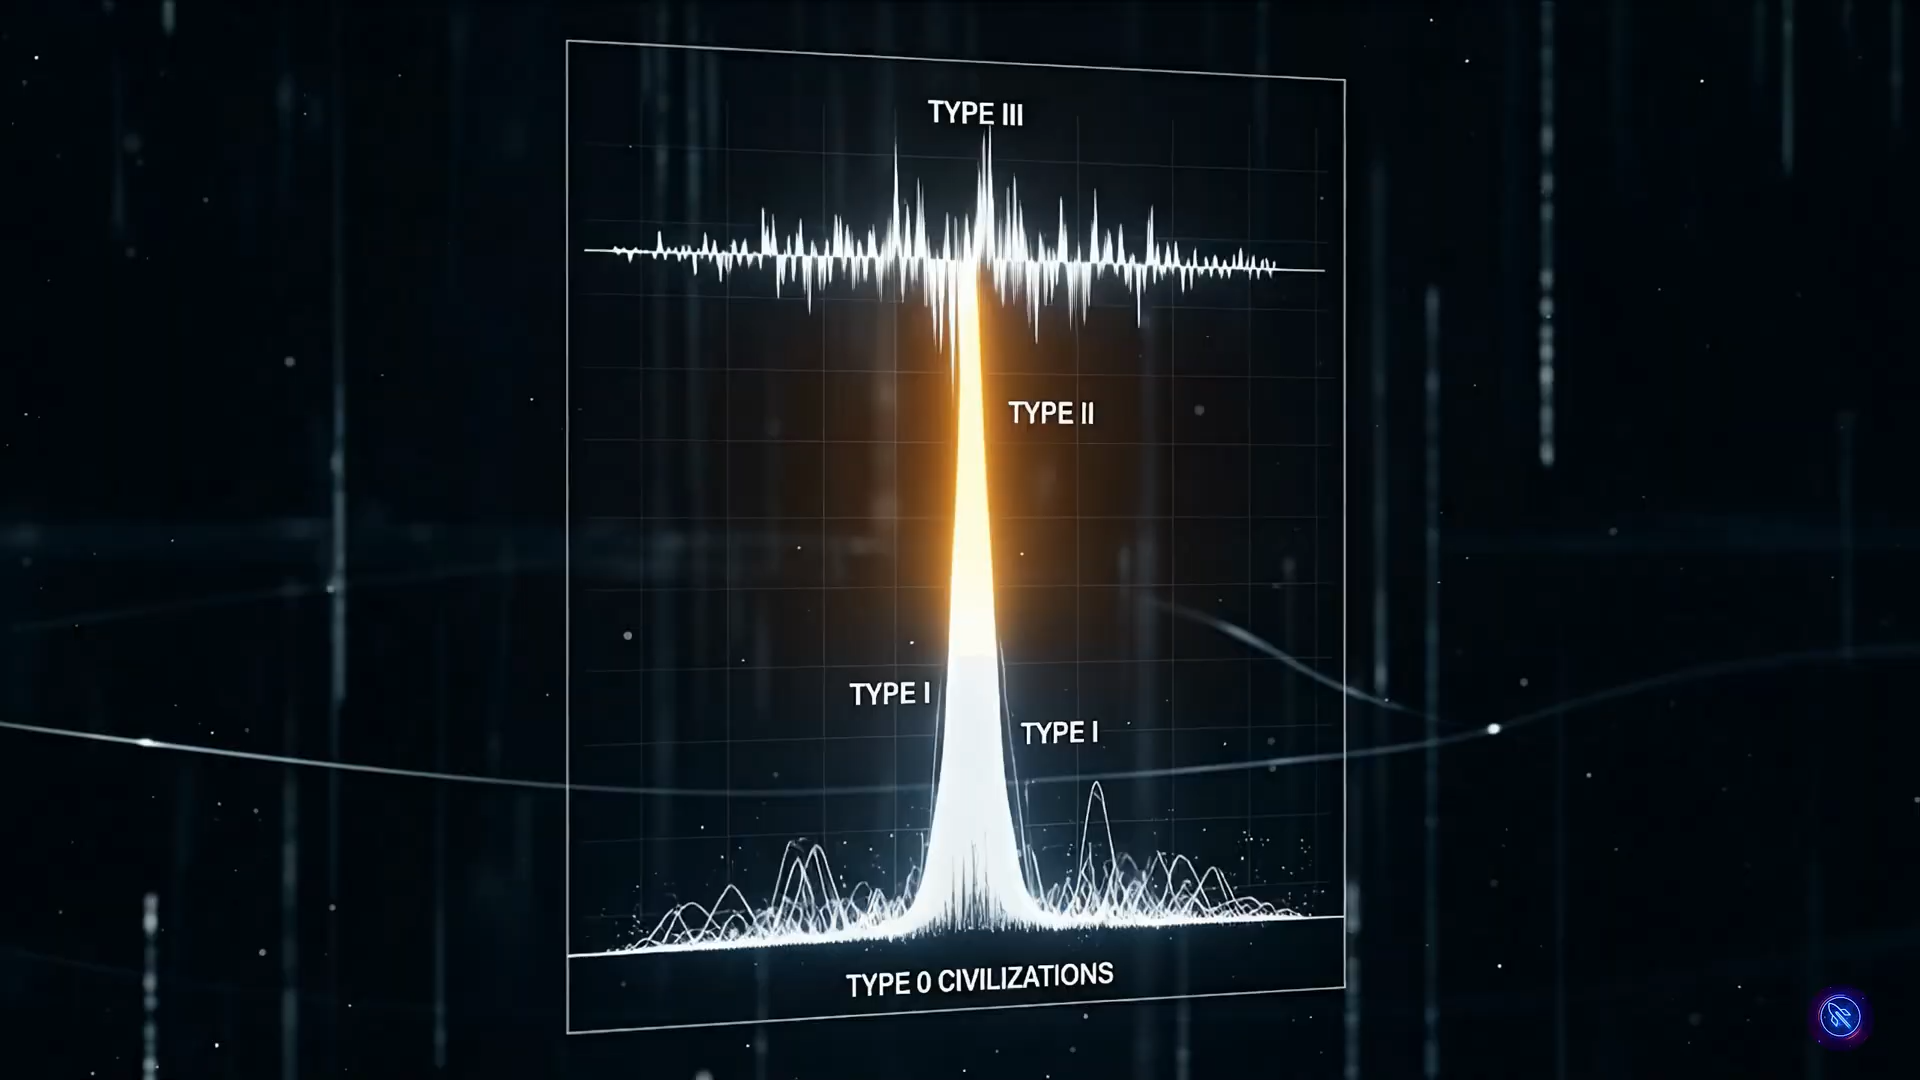 TYPE III
TYPE II
TYPE I
TYPE I
TYPE 0 CIVILIZATIONS